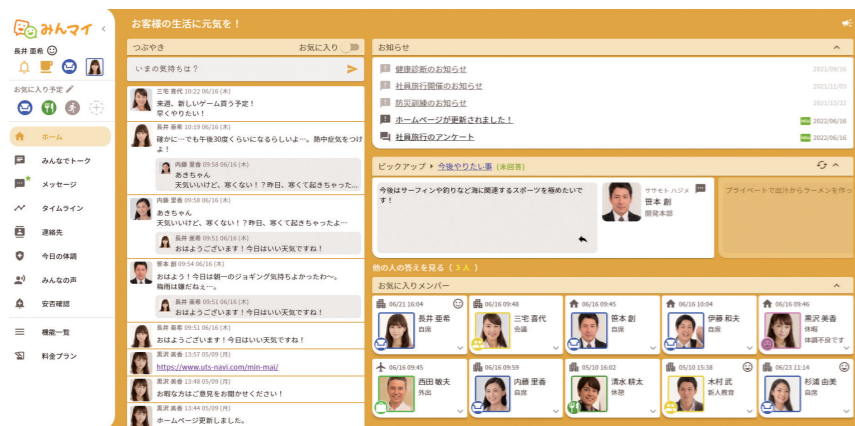 みんマイ
長井 亜希
お気に入り予定
ホーム
みんなでトーク
メッセージ
タイムライン
連絡先
今日の体調
みんなの声
安否確認
機能一覧
料金プラン
お客様の生活に元気を！
つぶやき
お気に入り
いまの気持ちは？
三宅 喜代 10:22 06/16 (木)
来週、新しいゲーム買う予定！
早くやりたい！
長井 亜希 10:19 06/16 (木)
確かに…でも午後30度くらいになるらしいよ…。熱中症気をつけ
よ！
内藤 里香 09:58 06/16 (木)
あきちゃん
天気いいけど、寒くない！？昨日、寒くて起きちゃった…
内藤 里香 09:58 06/16 (木)
あきちゃん
天気いいけど、寒くない！？昨日、寒くて起きちゃったよ…
長井 亜希 09:51 06/16 (木)
おはようございます！今日はいい天気ですね！
笹本 創 09:54 06/16 (木)
おはよう！今日は朝一のジョギング気持ちよかったわ〜。
梅雨は嫌だねぇ…。
長井 亜希 09:51 06/16 (木)
おはようございます！今日はいい天気ですね！
長井 亜希 09:51 06/16 (木)
おはようございます！今日はいい天気ですね！
黒沢 美香 13:57 05/09 (月)
https://www.uts-navi.com/min-mai/
黒沢 美香 13:48 05/09 (月)
お暇な方はご意見をお聞かせください！
黒沢 美香 13:44 05/09 (月)
ホームページ更新しました。
お知らせ
健康診断のお知らせ 2021/09/16
社員旅行開催のお知らせ 2021/11/03
防災訓練のお知らせ 2021/12/22
ホームページが更新されました！ 2022/06/16
社員旅行のアンケート 2022/06/16
ピックアップ 今後やりたい事 (未回答)
今後はサーフィンや釣りなど海に関連するスポーツを極めたいで
す！
ササモト ハジメ
笹本 創
開発本部
プライベートで出汁からラーメンを作っ
他の人の答えを見る ( 3人 )
お気に入りメンバー
06/21 16:04
長井 亜希
自席
06/16 09:48
三宅 喜代
会議
06/16 09:45
笹本 創
自席
06/16 10:04
伊藤 和夫
自席
06/16 09:46
黒沢 美香
休暇
体調不良です
06/16 09:45
西田 敏夫
外出
06/16 09:59
内藤 里香
自席
05/10 16:02
清水 耕太
休憩
05/10 15:38
木村 武
新人教育
06/23 11:14
杉浦 由美
自席